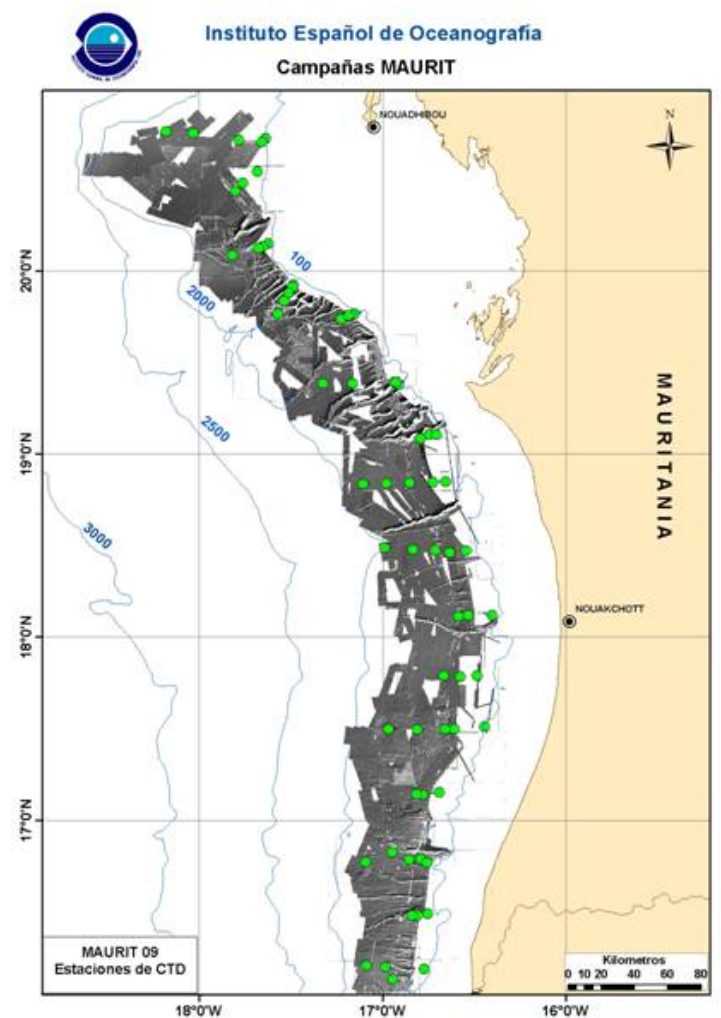 Instituto Español de Oceanografía
Campañas MAURIT
NOUADHIBOU
N
20°0'N
100
2000
2500
19°0'N
3000
MAURITANIA
NOUAKCHOTT
18°0'N
17°0'N
MAURIT 09
Estaciones de CTD
Kilometros
0 10 20 40 60 80
18°0'W 17°0'W 16°0'W